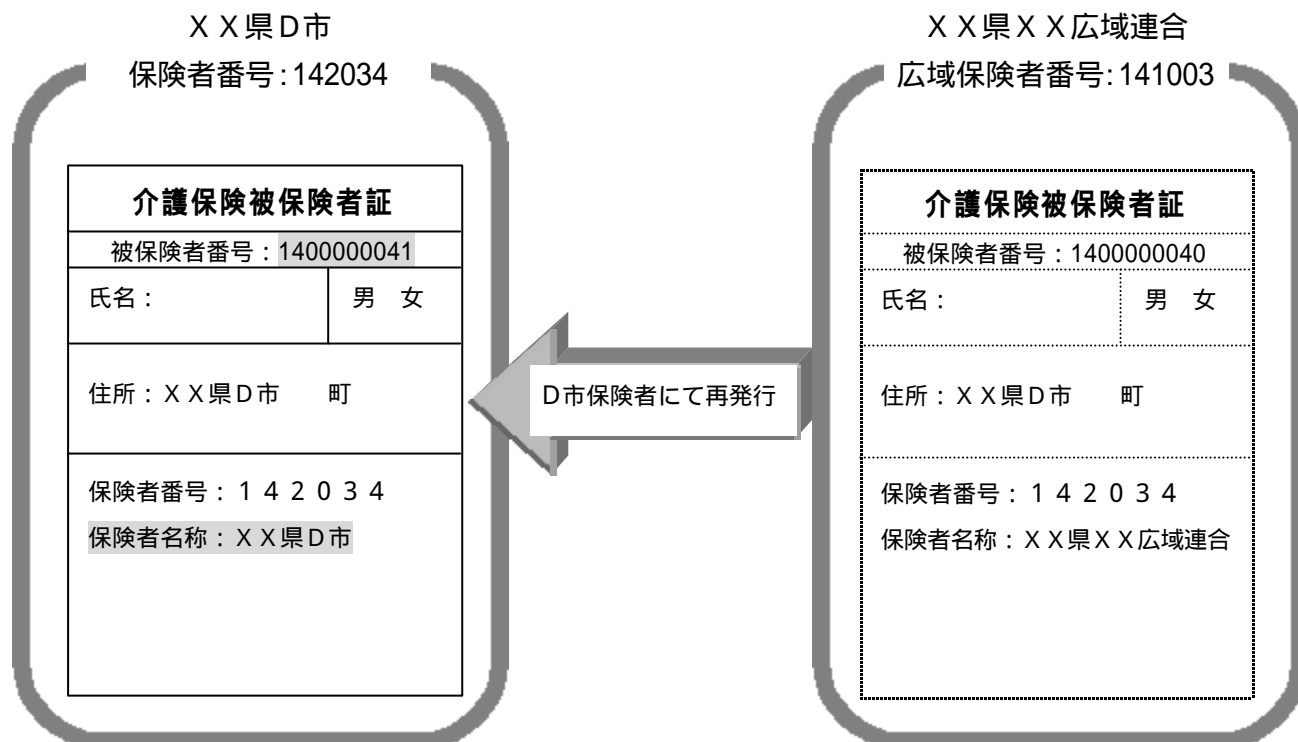 ＸＸ県Ｄ市
保険者番号:142034
介護保険被保険者証
被保険者番号：1400000041
氏名：
男　女
住所：ＸＸ県Ｄ市　　町
保険者番号：１４２０３４
保険者名称：ＸＸ県Ｄ市
Ｄ市保険者にて再発行
ＸＸ県ＸＸ広域連合
広域保険者番号:141003
介護保険被保険者証
被保険者番号：1400000040
氏名：
男　女
住所：ＸＸ県Ｄ市　　町
保険者番号：１４２０３４
保険者名称：ＸＸ県ＸＸ広域連合